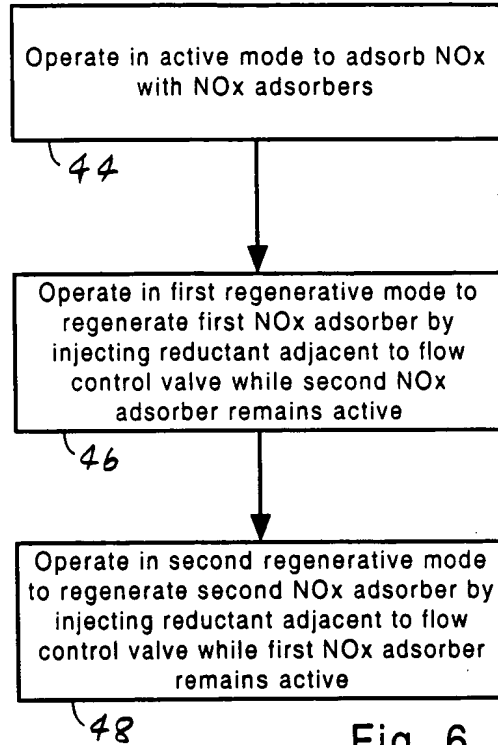 Operate in active mode to adsorb NOx
with NOx adsorbers
44
Operate in first regenerative mode to
regenerate first NOx adsorber by
injecting reductant adjacent to flow
control valve while second NOx
adsorber remains active
46
Operate in second regenerative mode
to regenerate second NOx adsorber by
injecting reductant adjacent to flow
control valve while first NOx adsorber
remains active
48
Fig. 6